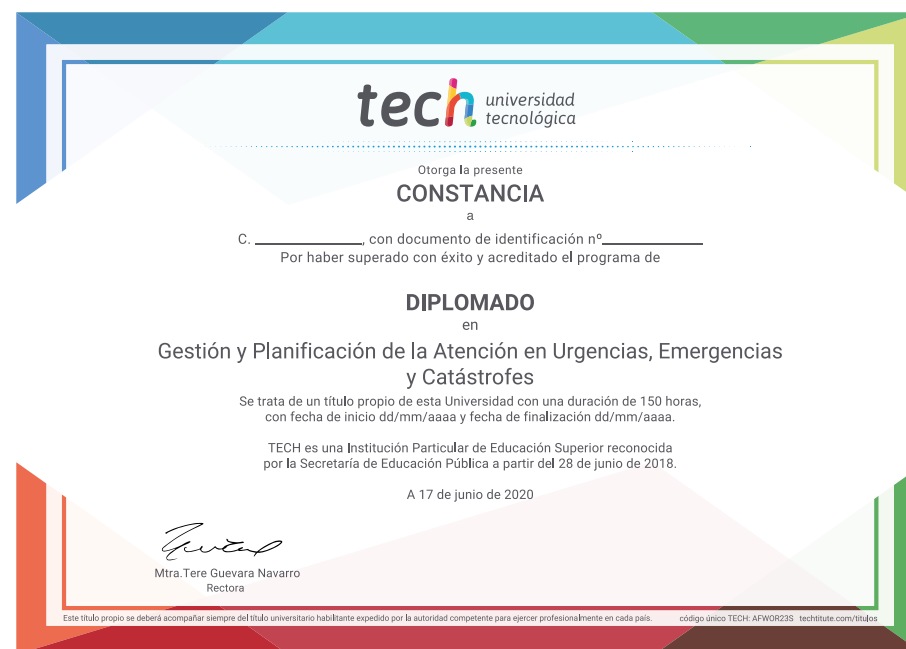 tech universidad
tecnológica
Otorga la presente
CONSTANCIA
a
C. ______________, con documento de identificación nº_____________
Por haber superado con éxito y acreditado el programa de
DIPLOMADO
en
Gestión y Planificación de la Atención en Urgencias, Emergencias
y Catástrofes
Se trata de un título propio de esta Universidad con una duración de 150 horas,
con fecha de inicio dd/mm/aaaa y fecha de finalización dd/mm/aaaa.
TECH es una Institución Particular de Educación Superior reconocida
por la Secretaría de Educación Pública a partir del 28 de junio de 2018.
A 17 de junio de 2020
Mtra.Tere Guevara Navarro
Rectora
Este título propio se deberá acompañar siempre del título universitario habilitante expedido por la autoridad competente para ejercer profesionalmente en cada país. código único TECH: AFWOR23S techtitute.com/titulos